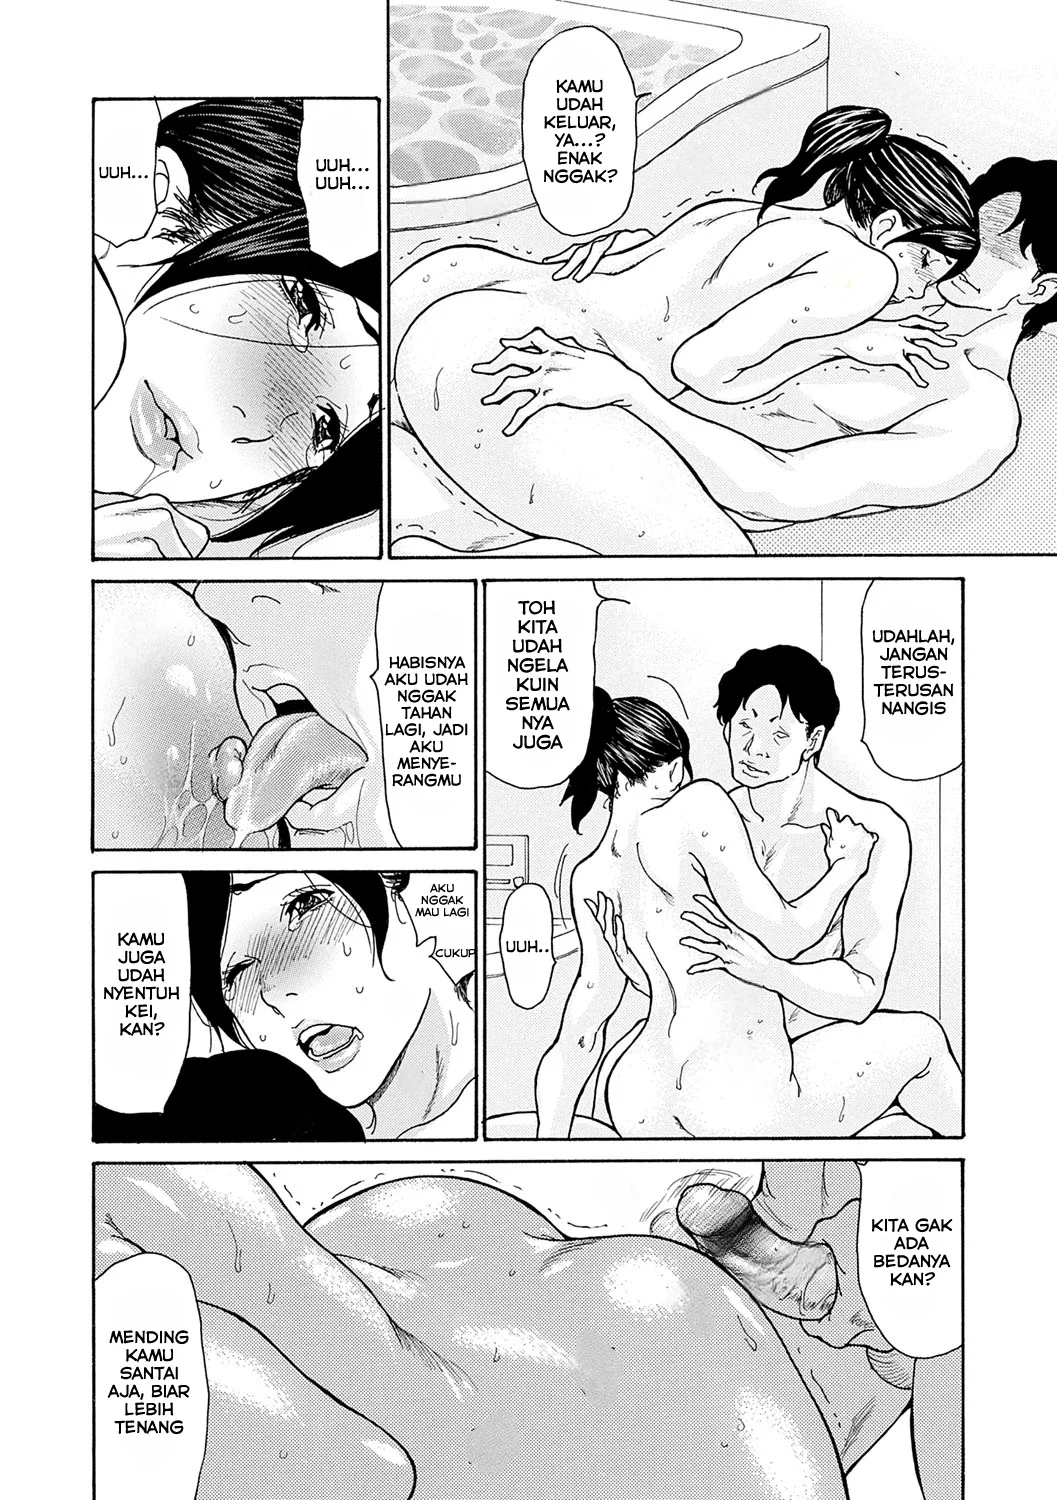 KAMU
UDAH
KELUAR,
YA...?
ENAK
NGGAK?
UUH...
UUH...
UUH...
UDAHLAH,
JANGAN
TERUS-
TERUSAN
NANGIS
TOH
KITA
UDAH
NGELA
KUIN
SEMUA
NYA
JUGA
UUH..
HABISNYA
AKU UDAH
NGGAK
TAHAN
LAGI, JADI
AKU
MENYE-
RANGMU
AKU
NGGAK
MAU LAGI
CUKUP
KAMU
JUGA
UDAH
NYENTUH
KEI,
KAN?
KITA GAK
ADA
BEDANYA
KAN?
MENDING
KAMU
SANTAI
AJA, BIAR
LEBIH
TENANG